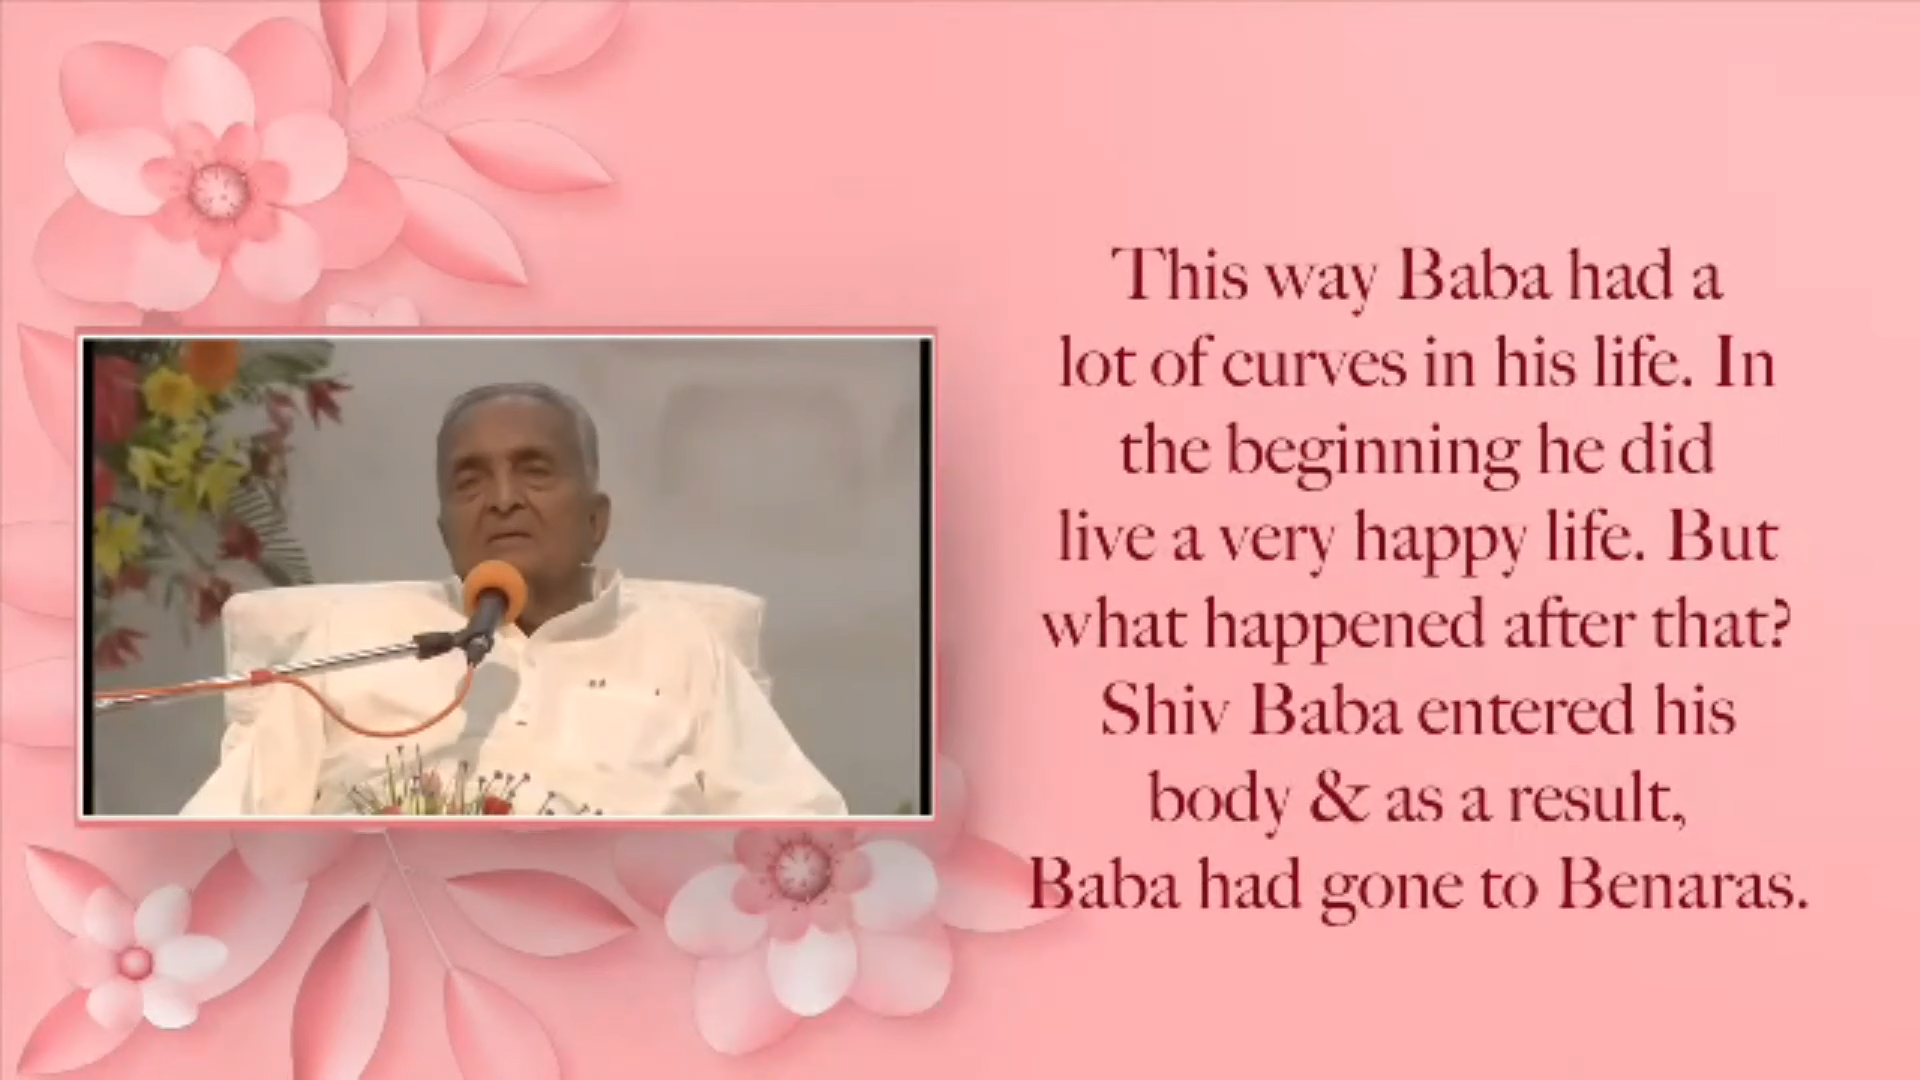 This way Baba had a
lot of curves in his life. In
the beginning he did
live a very happy life. But
what happened after that?
Shiv Baba entered his
body & as a result,
Baba had gone to Benaras.